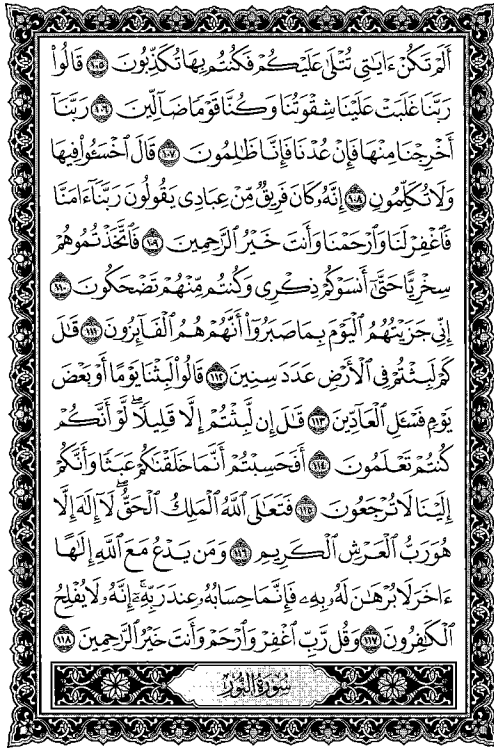 أَلَمْ تَكُنْ ءَايَٰتِى تُتْلَىٰ عَلَيْكُمْ فَكُنتُم بِهَا تُكَذِّبُونَ ١٠٥ قَالُوا۟
رَبَّنَا غَلَبَتْ عَلَيْنَا شِقْوَتُنَا وَكُنَّا قَوْمًا ضَآلِّينَ ١٠٦ رَبَّنَآ
أَخْرِجْنَا مِنْهَا فَإِنْ عُدْنَا فَإِنَّا ظَٰلِمُونَ ١٠٧ قَالَ ٱخْسَـُٔوا۟ فِيهَا
وَلَا تُكَلِّمُونِ ١٠٨ إِنَّهُۥ كَانَ فَرِيقٌ مِّنْ عِبَادِى يَقُولُونَ رَبَّنَآ ءَامَنَّا
فَٱغْفِرْ لَنَا وَٱرْحَمْنَا وَأَنتَ خَيْرُ ٱلرَّٰحِمِينَ ١٠٩ فَٱتَّخَذْتُمُوهُمْ
سِخْرِيًّا حَتَّىٰٓ أَنسَوْكُمْ ذِكْرِى وَكُنتُم مِّنْهُمْ تَضْحَكُونَ ١١٠
إِنِّى جَزَيْتُهُمُ ٱلْيَوْمَ بِمَا صَبَرُوٓا۟ أَنَّهُمْ هُمُ ٱلْفَآئِزُونَ ١١١ قَٰلَ
كَمْ لَبِثْتُمْ فِى ٱلْأَرْضِ عَدَدَ سِنِينَ ١١٢ قَالُوا۟ لَبِثْنَا يَوْمًا أَوْ بَعْضَ
يَوْمٍ فَسْـَٔلِ ٱلْعَآدِّينَ ١١٣ قَٰلَ إِن لَّبِثْتُمْ إِلَّا قَلِيلًا ۖ لَّوْ أَنَّكُمْ
كُنتُمْ تَعْلَمُونَ ١١٤ أَفَحَسِبْتُمْ أَنَّمَا خَلَقْنَٰكُمْ عَبَثًا وَأَنَّكُمْ
إِلَيْنَا لَا تُرْجَعُونَ ١١٥ فَتَعَٰلَى ٱللَّهُ ٱلْمَلِكُ ٱلْحَقُّ ۖ لَآ إِلَٰهَ إِلَّا
هُوَ رَبُّ ٱلْعَرْشِ ٱلْكَرِيمِ ١١٦ وَمَن يَدْعُ مَعَ ٱللَّهِ إِلَٰهًا
ءَاخَرَ لَا بُرْهَٰنَ لَهُۥ بِهِۦ فَإِنَّمَا حِسَابُهُۥ عِندَ رَبِّهِۦٓ ۚ إِنَّهُۥ لَا يُفْلِحُ
ٱلْكَٰفِرُونَ ١١٧ وَقُل رَّبِّ ٱغْفِرْ وَٱرْحَمْ وَأَنتَ خَيْرُ ٱلرَّٰحِمِينَ ١١٨
سُورَةُ النُّورِ